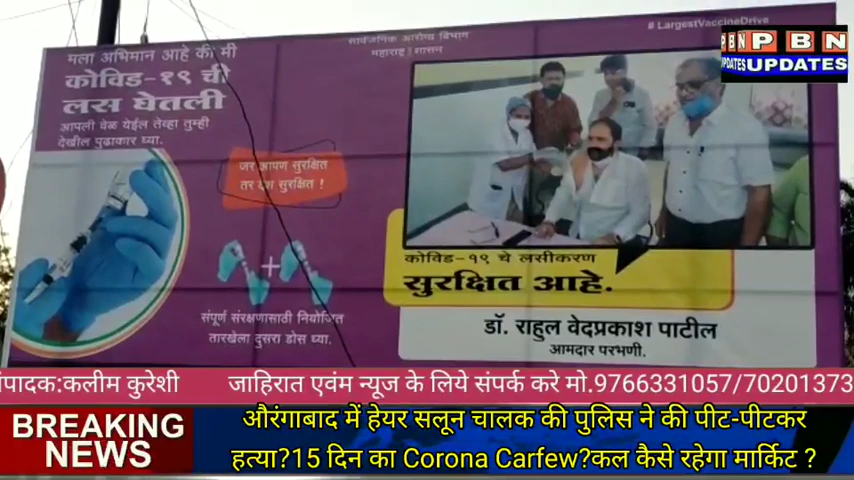 # LargestVaccineDrive
PBN PBN
UPDATES UPDATES
सार्वजनिक आरोग्य विभाग
महाराष्ट्र शासन
मला अभिमान आहे की मी
कोविड-१९ ची
लस घेतली
आपली वेळ येईल तेव्हा तुम्ही
देखील पुढाकार घ्या.
जर आपण सुरक्षित
तर देश सुरक्षित !
संपूर्ण संरक्षणासाठी नियोजित
तारखेला दुसरा डोस घ्या.
कोविड-१९ चे लसीकरण
सुरक्षित आहे.
डॉ. राहुल वेदप्रकाश पाटील
आमदार परभणी.
संपादक:कलीम कुरेशी जाहिरात एवंम न्यूज के लिये संपर्क करे मो.9766331057/70201373
BREAKING
NEWS
औरंगाबाद में हेयर सलून चालक की पुलिस ने की पीट-पीटकर
हत्या?15 दिन का Corona Carfew?कल कैसे रहेगा मार्किट ?